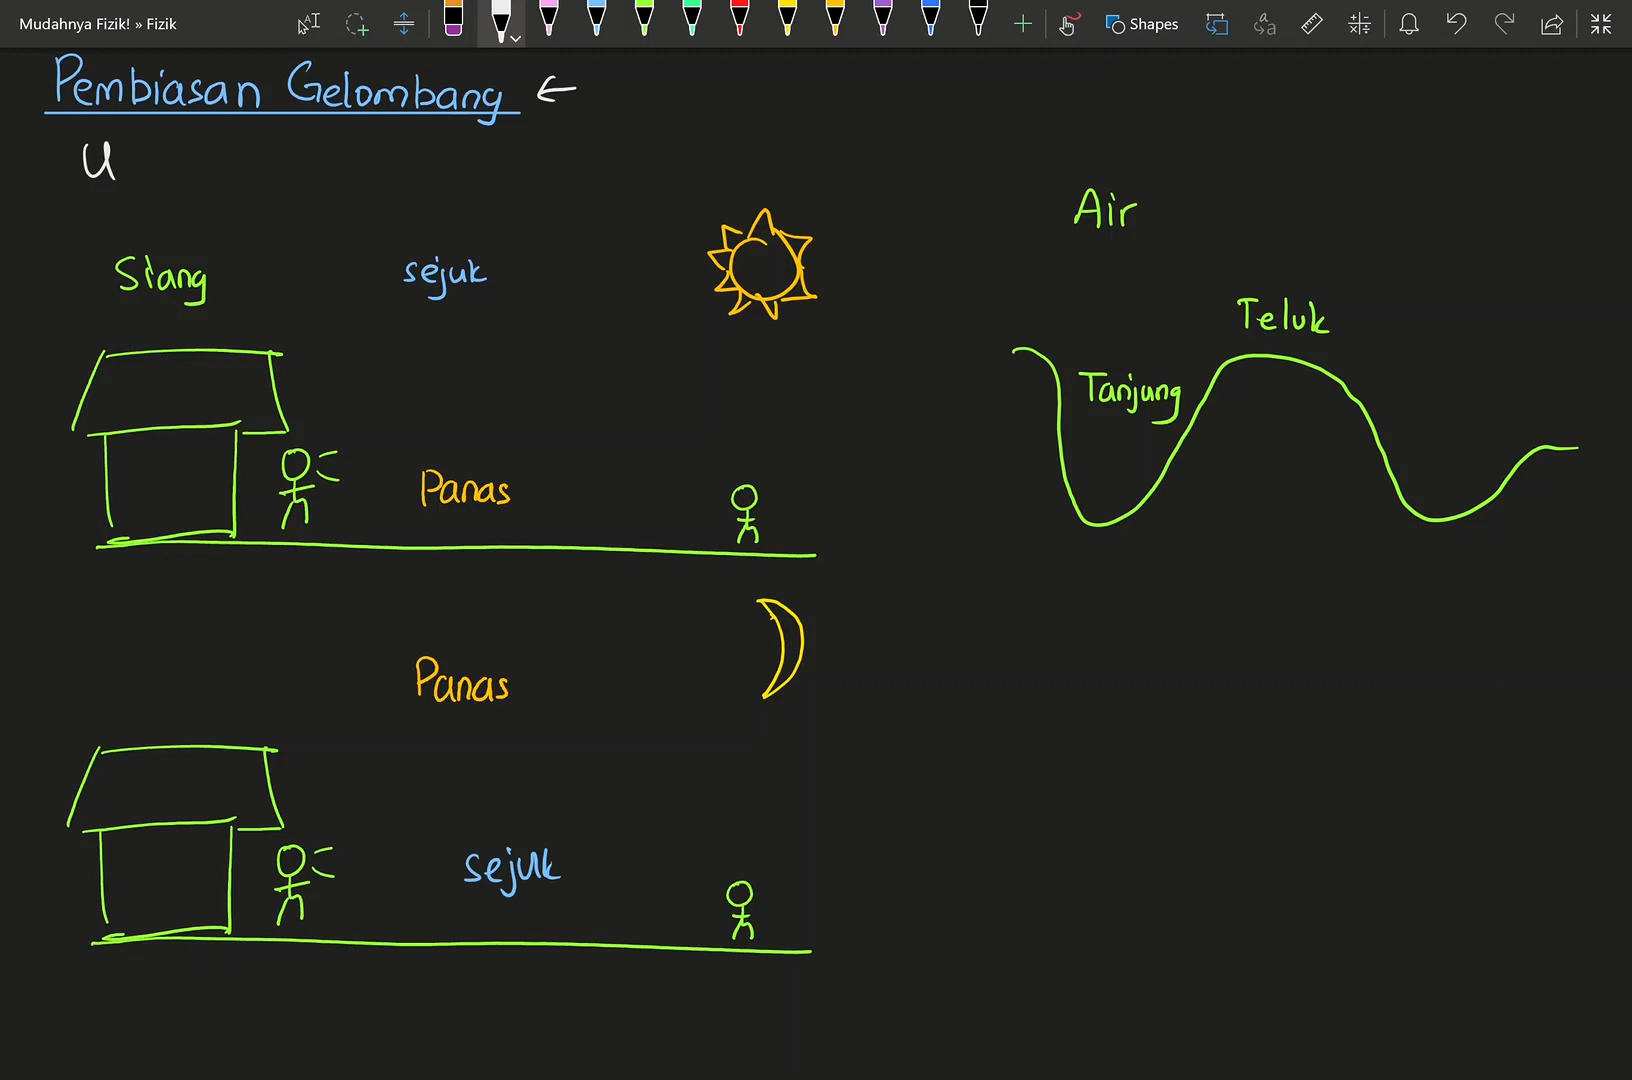 Mudahnya Fizik! » Fizik
Shapes
Pembiasan Gelombang ←
u
Siang
sejuk
Panas
Panas
sejuk
Air
Teluk
Tanjung